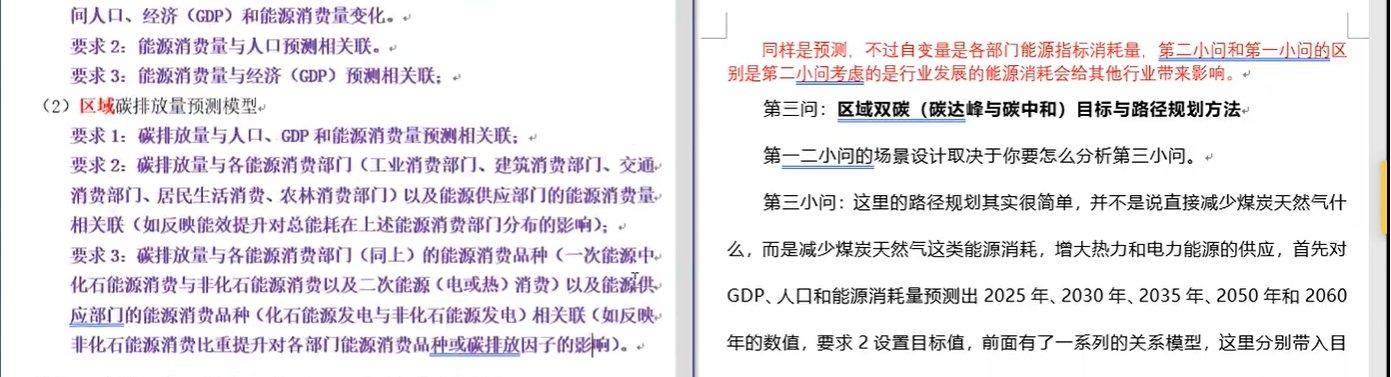 间人口、经济（GDP）和能源消费量变化。
要求 2：能源消费量与人口预测相关联。
要求 3：能源消费量与经济（GDP）预测相关联；
（2）区域碳排放量预测模型
要求 1：碳排放量与人口、GDP 和能源消费量预测相关联；
要求 2：碳排放量与各能源消费部门（工业消费部门、建筑消费部门、交通
消费部门、居民生活消费、农林消费部门）以及能源供应部门的能源消费量
相关联（如反映能效提升对总能耗在上述能源消费部门分布的影响）；
要求 3：碳排放量与各能源消费部门（同上）的能源消费品种（一次能源中
化石能源消费与非化石能源消费以及二次能源（电或热）消费）以及能源供
应部门的能源消费品种（化石能源发电与非化石能源发电）相关联（如反映
非化石能源消费比重提升对各部门能源消费品种或碳排放因子的影响）。
同样是预测，不过自变量是各部门能源指标消耗量，第二小问和第一小问的区
别是第二小问考虑的是行业发展的能源消耗会给其他行业带来影响。
第三问：区域双碳（碳达峰与碳中和）目标与路径规划方法
第一二小问的场景设计取决于你要怎么分析第三小问。
第三小问：这里的路径规划其实很简单，并不是说直接减少煤炭天然气什
么，而是减少煤炭天然气这类能源消耗，增大热力和电力能源的供应，首先对
GDP、人口和能源消耗量预测出 2025 年、2030 年、2035 年、2050 年和 2060
年的数值，要求 2 设置目标值，前面有了一系列的关系模型，这里分别带入目